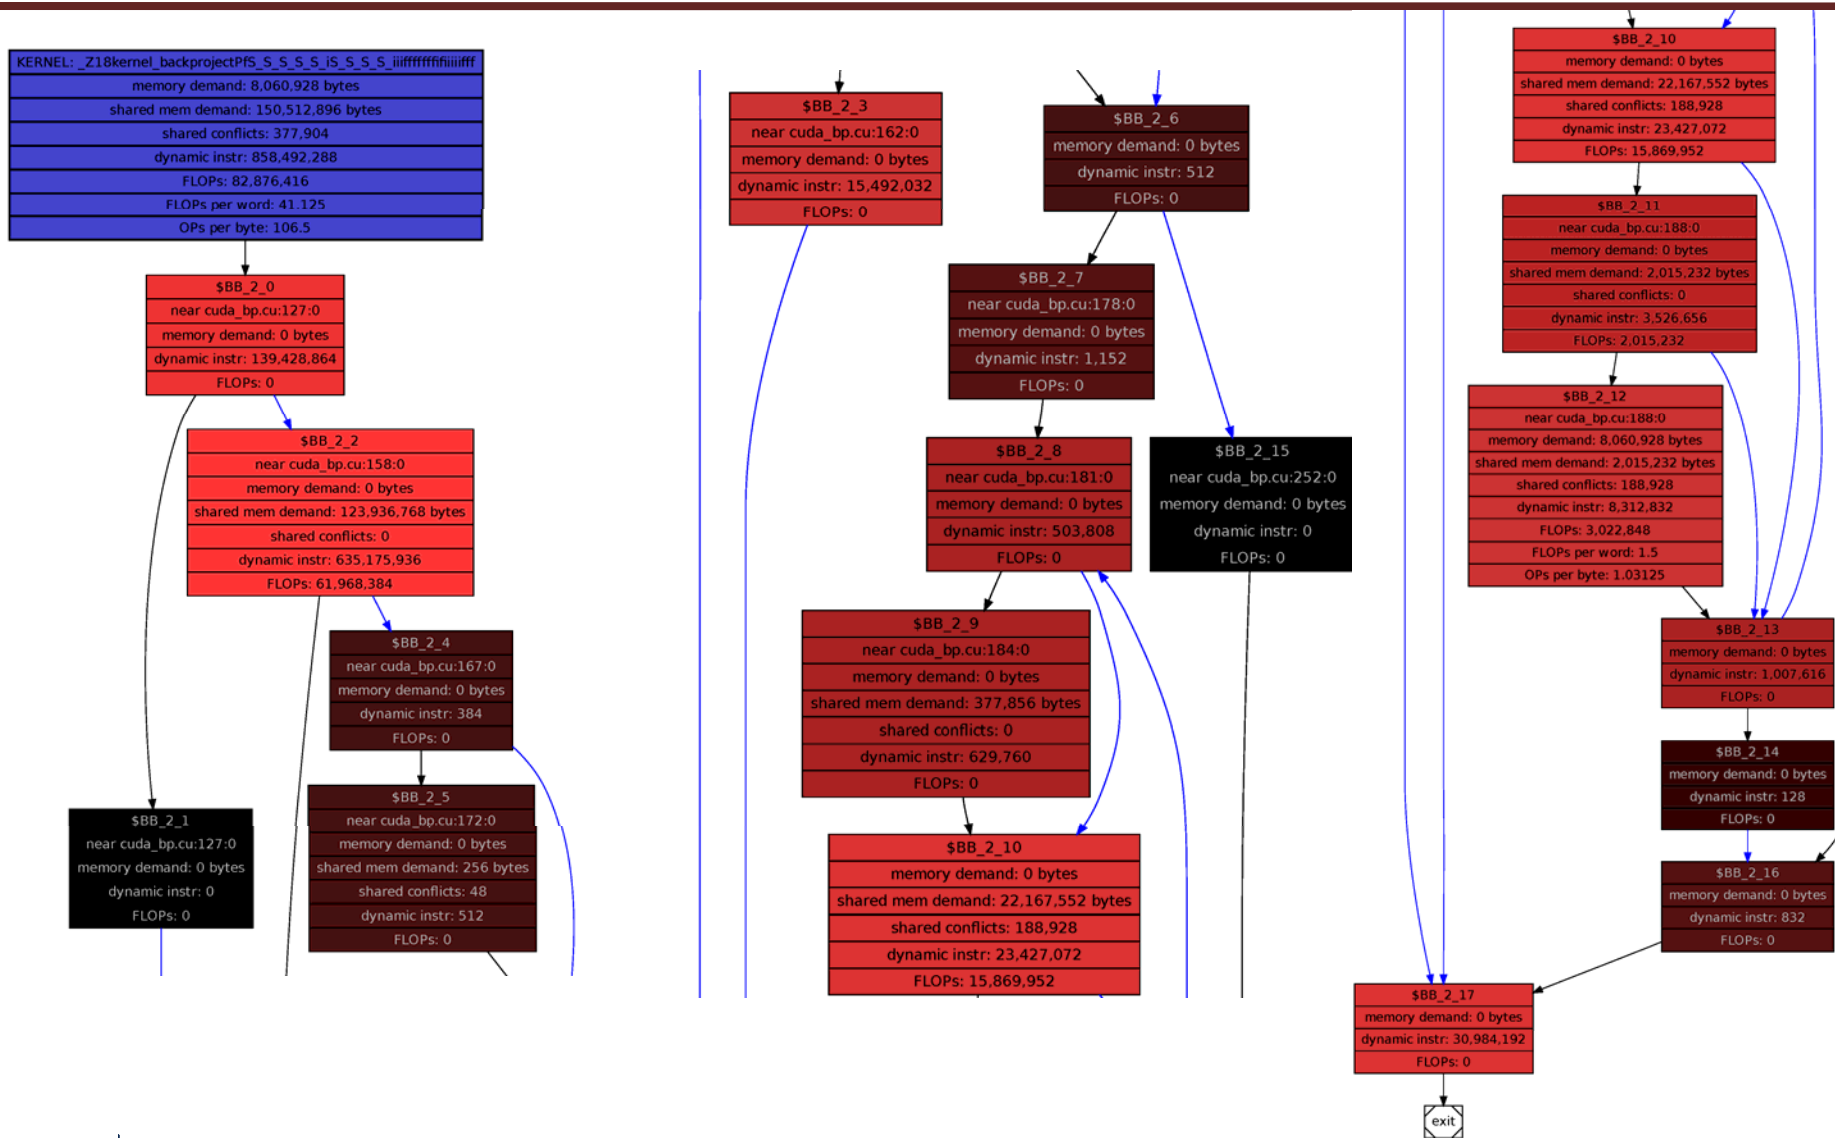 KERNEL: _Z18kernel_backprojectPfS_S_S_S_S_iS_S_S_S_iiifffffffifiiiiifff
memory demand: 8,060,928 bytes
shared mem demand: 150,512,896 bytes
shared conflicts: 377,904
dynamic instr: 858,492,288
FLOPs: 82,876,416
FLOPs per word: 41.125
OPs per byte: 106.5
$BB_2_0
near cuda_bp.cu:127:0
memory demand: 0 bytes
dynamic instr: 139,428,864
FLOPs: 0
$BB_2_2
near cuda_bp.cu:158:0
memory demand: 0 bytes
shared mem demand: 123,936,768 bytes
shared conflicts: 0
dynamic instr: 635,175,936
FLOPs: 61,968,384
$BB_2_4
near cuda_bp.cu:167:0
memory demand: 0 bytes
dynamic instr: 384
FLOPs: 0
$BB_2_1
near cuda_bp.cu:127:0
memory demand: 0 bytes
dynamic instr: 0
FLOPs: 0
$BB_2_5
near cuda_bp.cu:172:0
memory demand: 0 bytes
shared mem demand: 256 bytes
shared conflicts: 48
dynamic instr: 512
FLOPs: 0
$BB_2_3
near cuda_bp.cu:162:0
memory demand: 0 bytes
dynamic instr: 15,492,032
FLOPs: 0
$BB_2_6
memory demand: 0 bytes
dynamic instr: 512
FLOPs: 0
$BB_2_7
near cuda_bp.cu:178:0
memory demand: 0 bytes
dynamic instr: 1,152
FLOPs: 0
$BB_2_8
near cuda_bp.cu:181:0
memory demand: 0 bytes
dynamic instr: 503,808
FLOPs: 0
$BB_2_15
near cuda_bp.cu:252:0
memory demand: 0 bytes
dynamic instr: 0
FLOPs: 0
$BB_2_9
near cuda_bp.cu:184:0
memory demand: 0 bytes
shared mem demand: 377,856 bytes
shared conflicts: 0
dynamic instr: 629,760
FLOPs: 0
$BB_2_10
memory demand: 0 bytes
shared mem demand: 22,167,552 bytes
shared conflicts: 188,928
dynamic instr: 23,427,072
FLOPs: 15,869,952
$BB_2_10
memory demand: 0 bytes
shared mem demand: 22,167,552 bytes
shared conflicts: 188,928
dynamic instr: 23,427,072
FLOPs: 15,869,952
$BB_2_11
near cuda_bp.cu:188:0
memory demand: 0 bytes
shared mem demand: 2,015,232 bytes
shared conflicts: 0
dynamic instr: 3,526,656
FLOPs: 2,015,232
$BB_2_12
near cuda_bp.cu:188:0
memory demand: 8,060,928 bytes
shared mem demand: 2,015,232 bytes
shared conflicts: 188,928
dynamic instr: 8,312,832
FLOPs: 3,022,848
FLOPs per word: 1.5
OPs per byte: 1.03125
$BB_2_13
memory demand: 0 bytes
dynamic instr: 1,007,616
FLOPs: 0
$BB_2_14
memory demand: 0 bytes
dynamic instr: 128
FLOPs: 0
$BB_2_16
memory demand: 0 bytes
dynamic instr: 832
FLOPs: 0
$BB_2_17
memory demand: 0 bytes
dynamic instr: 30,984,192
FLOPs: 0
exit